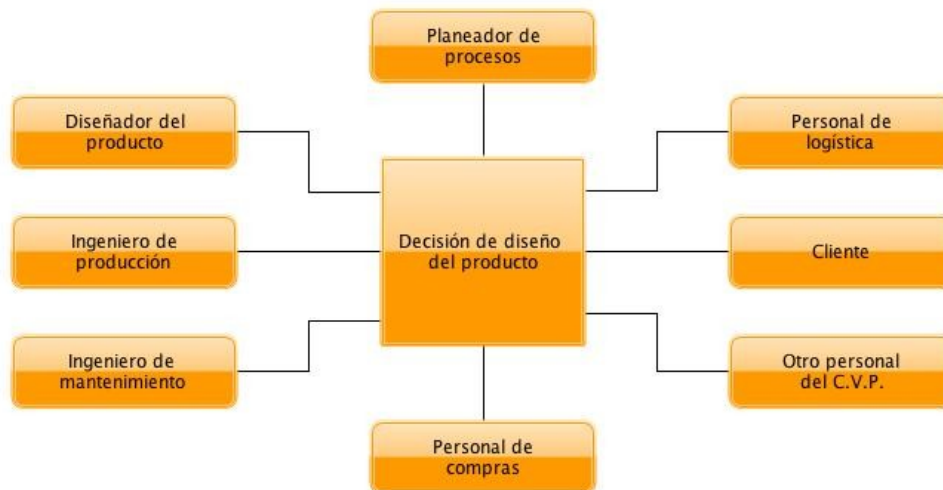 Planeador de
procesos
Diseñador del
producto
Personal de
logística
Ingeniero de
producción
Decisión de diseño
del producto
Cliente
Ingeniero de
mantenimiento
Otro personal
del C.V.P.
Personal de
compras